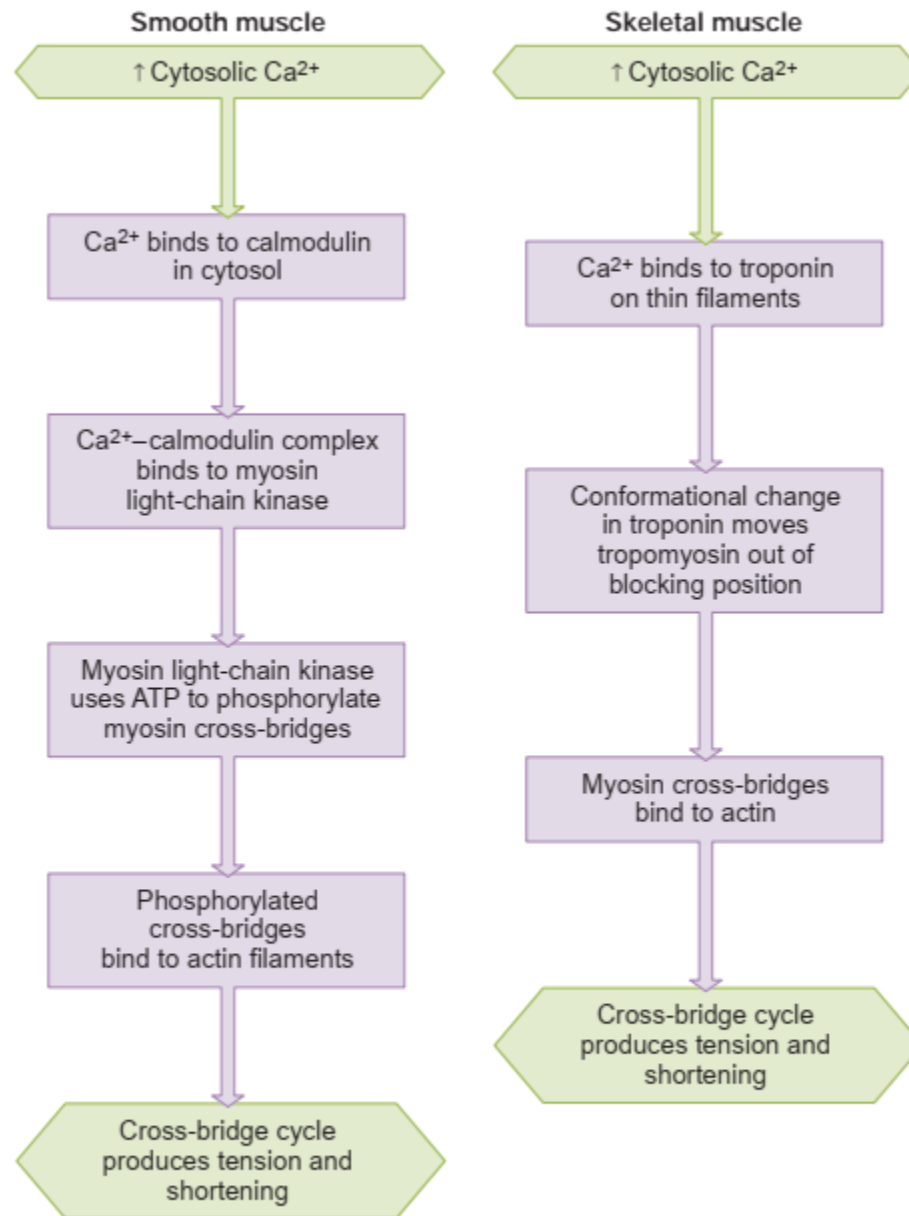 Smooth muscle
↑ Cytosolic Ca²⁺
Ca²⁺ binds to calmodulin
in cytosol
Ca²⁺–calmodulin complex
binds to myosin
light-chain kinase
Myosin light-chain kinase
uses ATP to phosphorylate
myosin cross-bridges
Phosphorylated
cross-bridges
bind to actin filaments
Cross-bridge cycle
produces tension and
shortening
Skeletal muscle
↑ Cytosolic Ca²⁺
Ca²⁺ binds to troponin
on thin filaments
Conformational change
in troponin moves
tropomyosin out of
blocking position
Myosin cross-bridges
bind to actin
Cross-bridge cycle
produces tension and
shortening